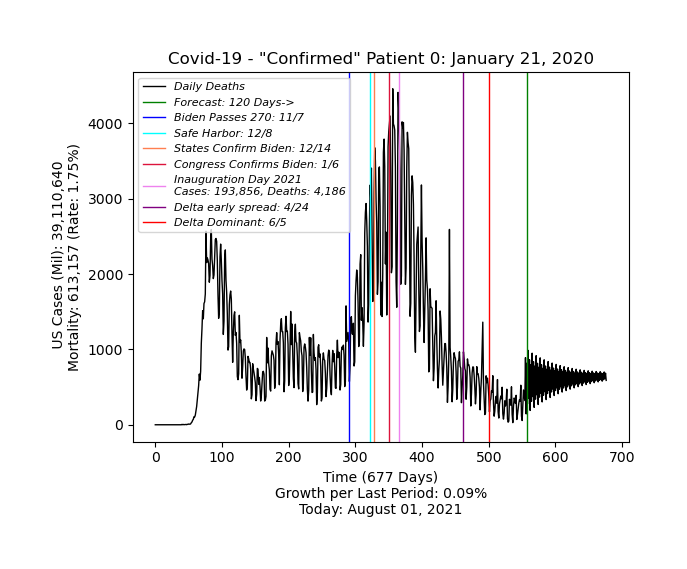 Covid-19 - "Confirmed" Patient 0: January 21, 2020
Daily Deaths
Forecast: 120 Days->
Biden Passes 270: 11/7
Safe Harbor: 12/8
States Confirm Biden: 12/14
Congress Confirms Biden: 1/6
Inauguration Day 2021
Cases: 193,856, Deaths: 4,186
Delta early spread: 4/24
Delta Dominant: 6/5
US Cases (Mil): 39,110,640
Mortality: 613,157 (Rate: 1.75%)
4000
3000
2000
1000
0
0 100 200 300 400 500 600 700
Time (677 Days)
Growth per Last Period: 0.09%
Today: August 01, 2021